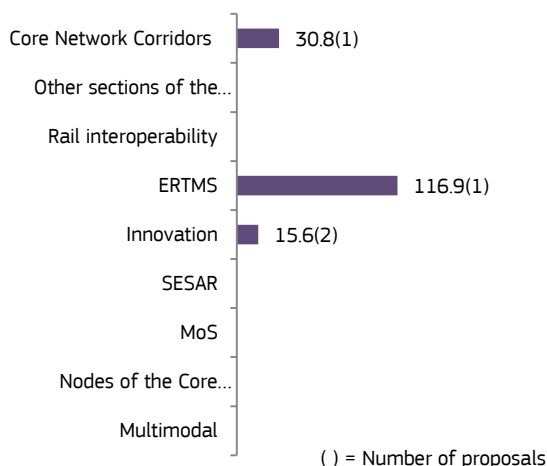 Core Network Corridors 30.8(1)
Other sections of the...
Rail interoperability
ERTMS 116.9(1)
Innovation 15.6(2)
SESAR
MoS
Nodes of the Core...
Multimodal
( ) = Number of proposals